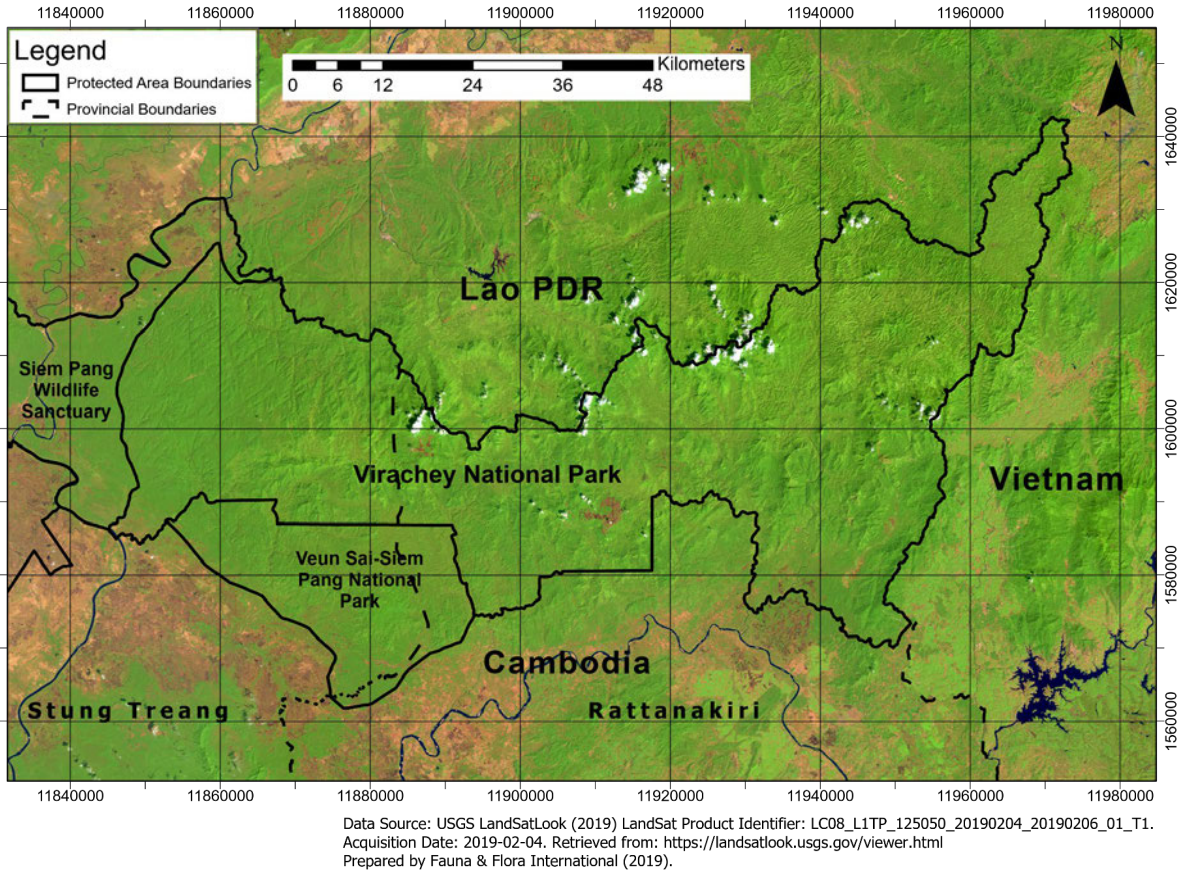 11840000 11860000 11880000 11900000 11920000 11940000 11960000 11980000
Legend
Protected Area Boundaries
Provincial Boundaries
Kilometers
0 6 12 24 36 48
N
1640000
1620000
1600000
1580000
1560000
Lao PDR
Siem Pang
Wildlife
Sanctuary
Virachey National Park
Vietnam
Veun Sai-Siem
Pang National
Park
Cambodia
Stung Treang
Rattanakiri
11840000 11860000 11880000 11900000 11920000 11940000 11960000 11980000
Data Source: USGS LandSatLook (2019) LandSat Product Identifier: LC08_L1TP_125050_20190204_20190206_01_T1.
Acquisition Date: 2019-02-04. Retrieved from: https://landsatlook.usgs.gov/viewer.html
Prepared by Fauna & Flora International (2019).